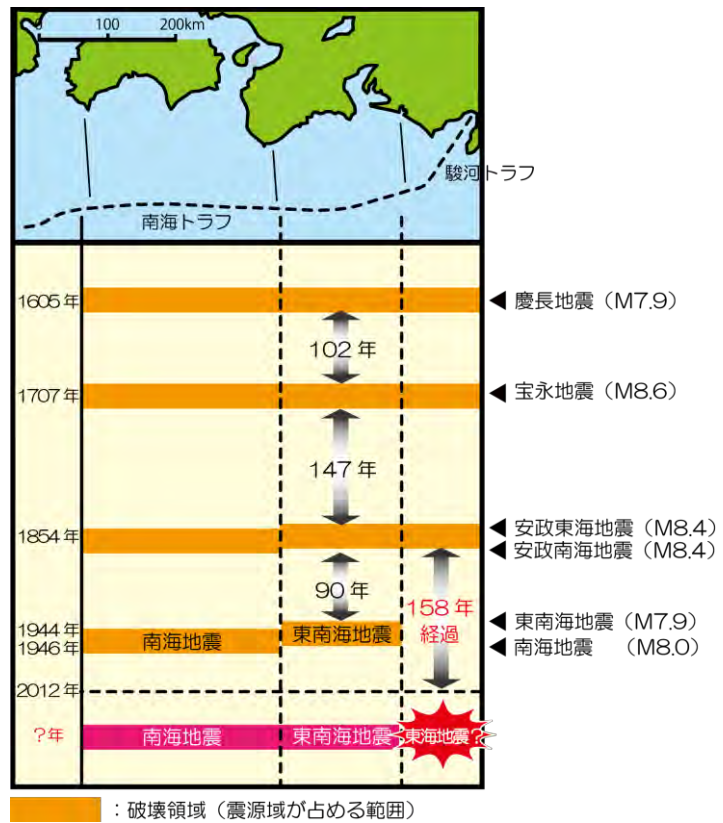 0 100 200km
駿河トラフ
南海トラフ
1605年
慶長地震（M7.9）
102年
1707年
宝永地震（M8.6）
147年
1854年
安政東海地震（M8.4）
安政南海地震（M8.4）
90年
158年
経過
1944年
南海地震
東南海地震
東南海地震（M7.9）
1946年
南海地震 （M8.0）
2012年
?年
南海地震
東南海地震
東海地震?
：破壊領域（震源域が占める範囲）